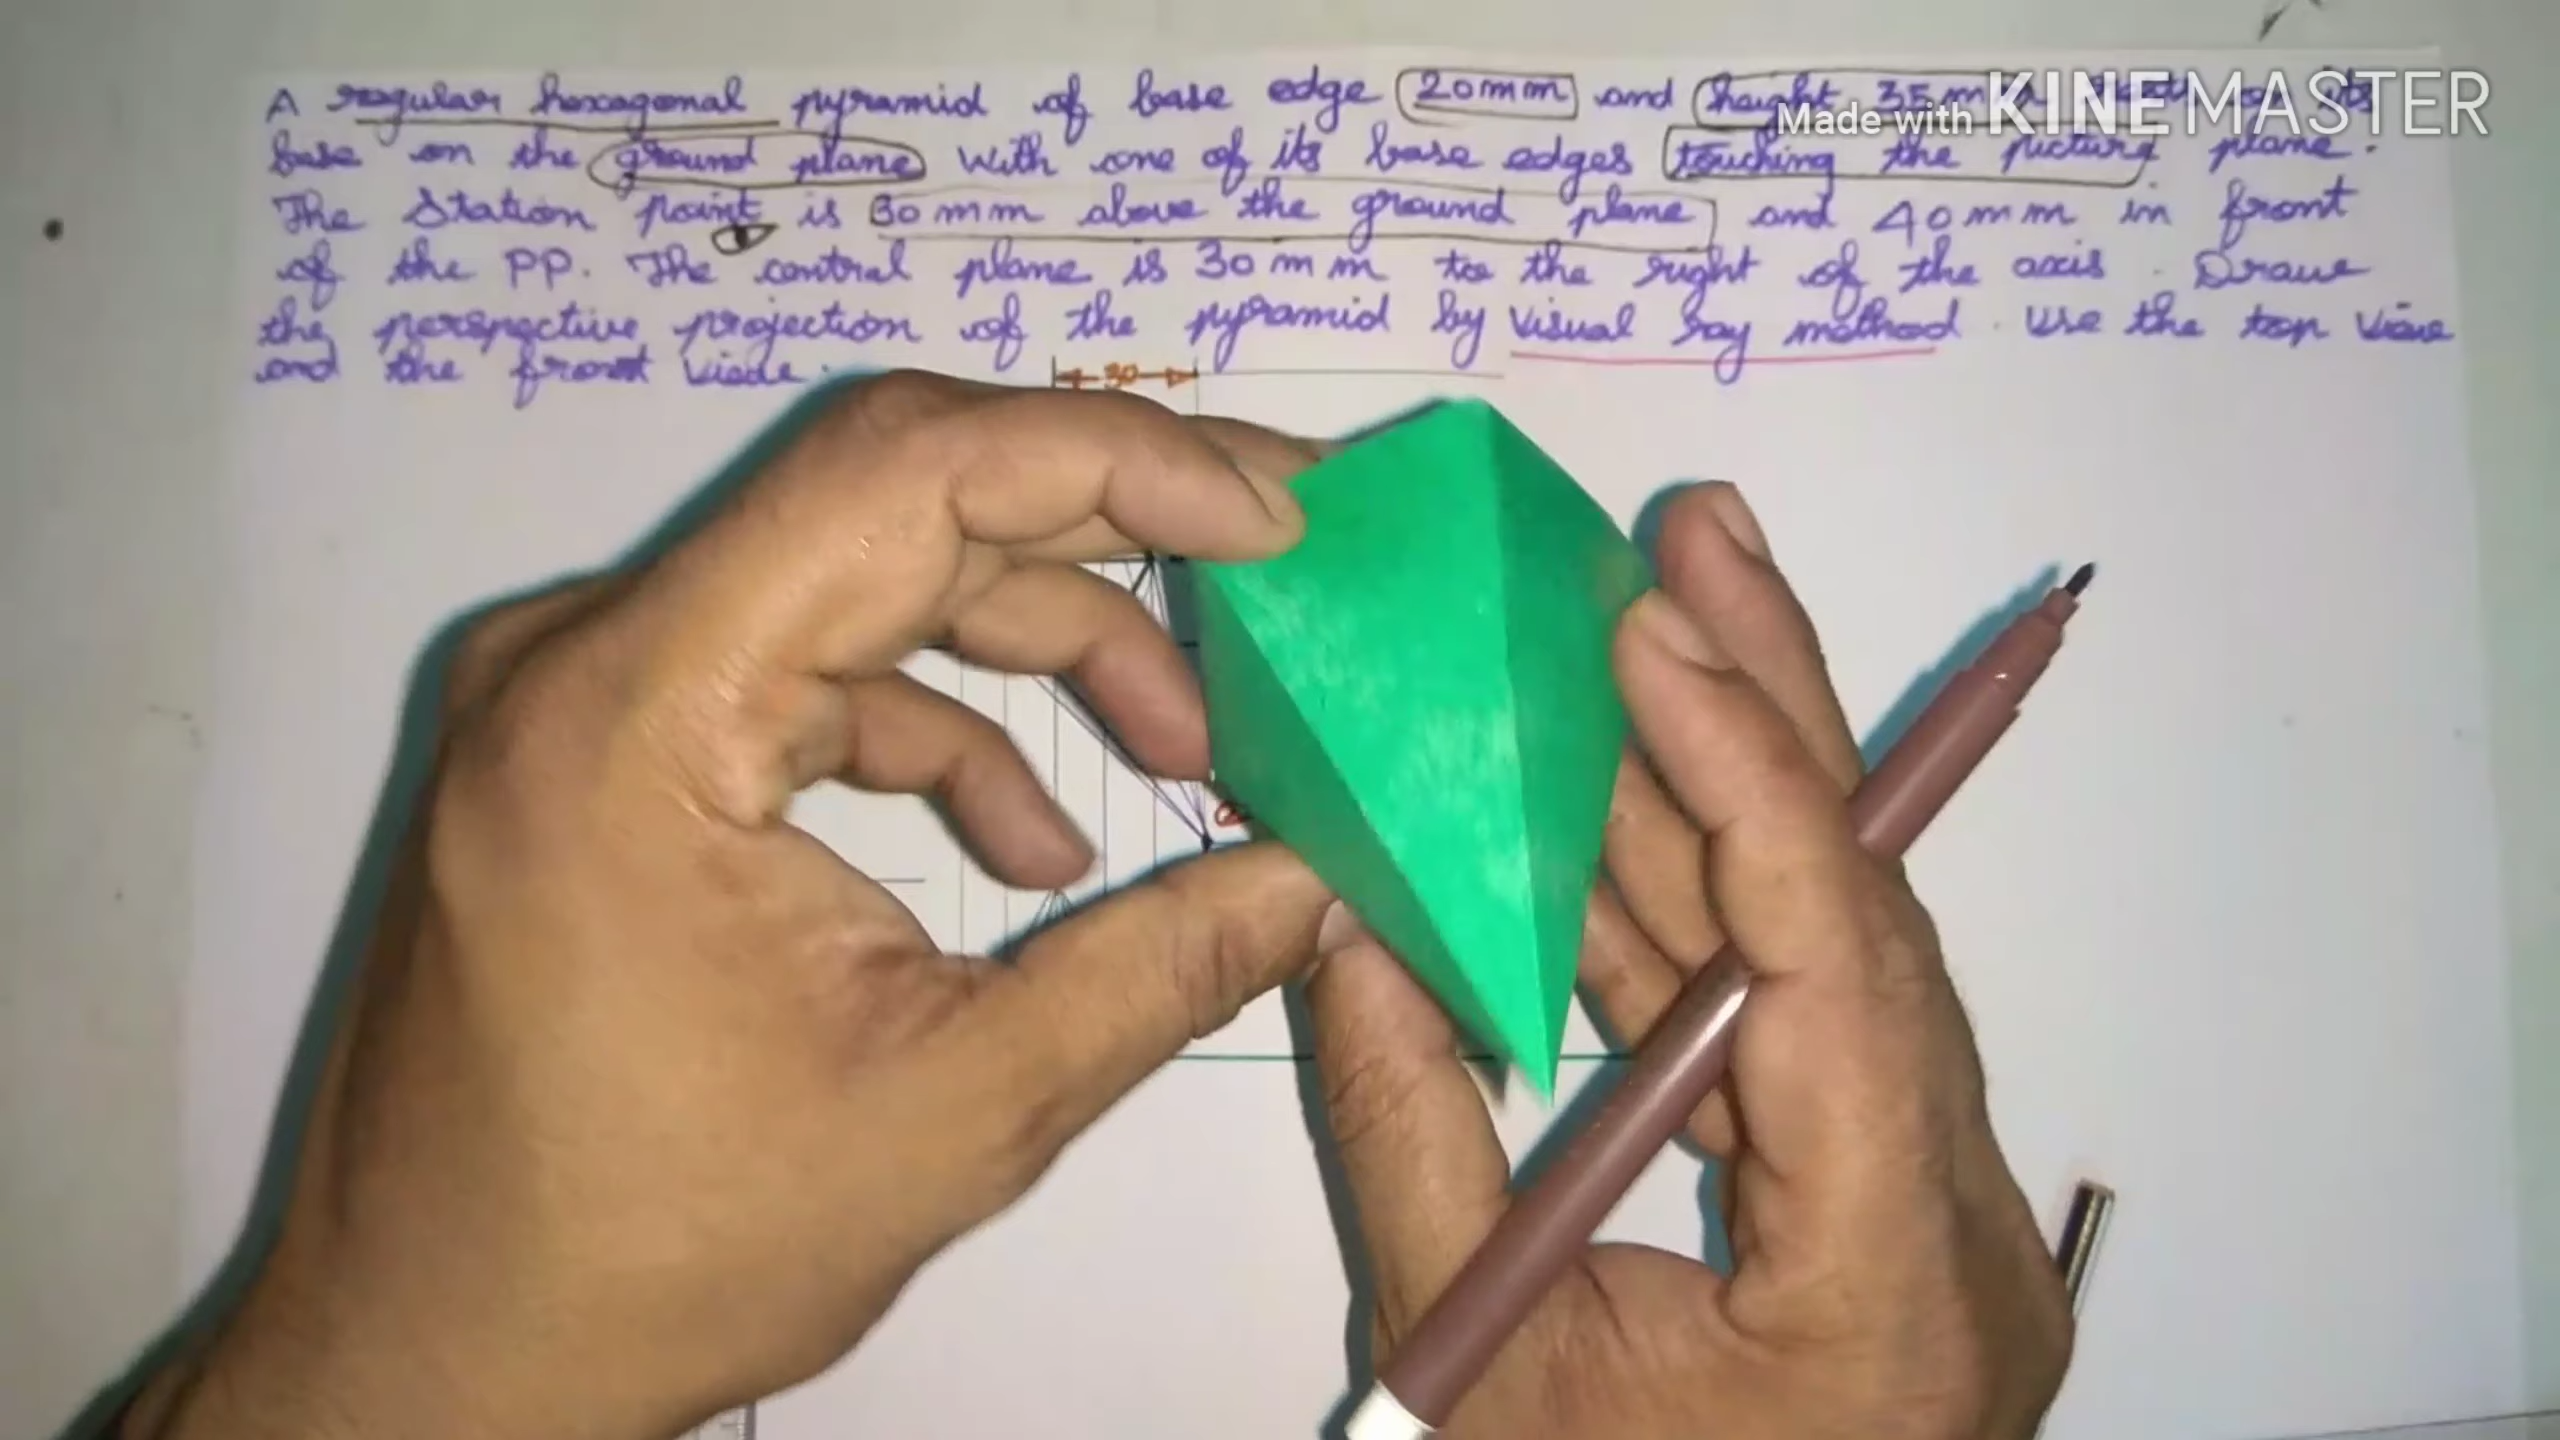 A regular hexagonal pyramid of base edge 20mm and height 35mm its
base on the ground plane with one of its base edges touching the picture plane.
The Station point is 30mm above the ground plane and 40mm in front
of the PP. The central plane is 30mm to the right of the axis. Draw
the perspective projection of the pyramid by visual ray method. Use the top view
and the front view.
Made with KINEMASTER
30